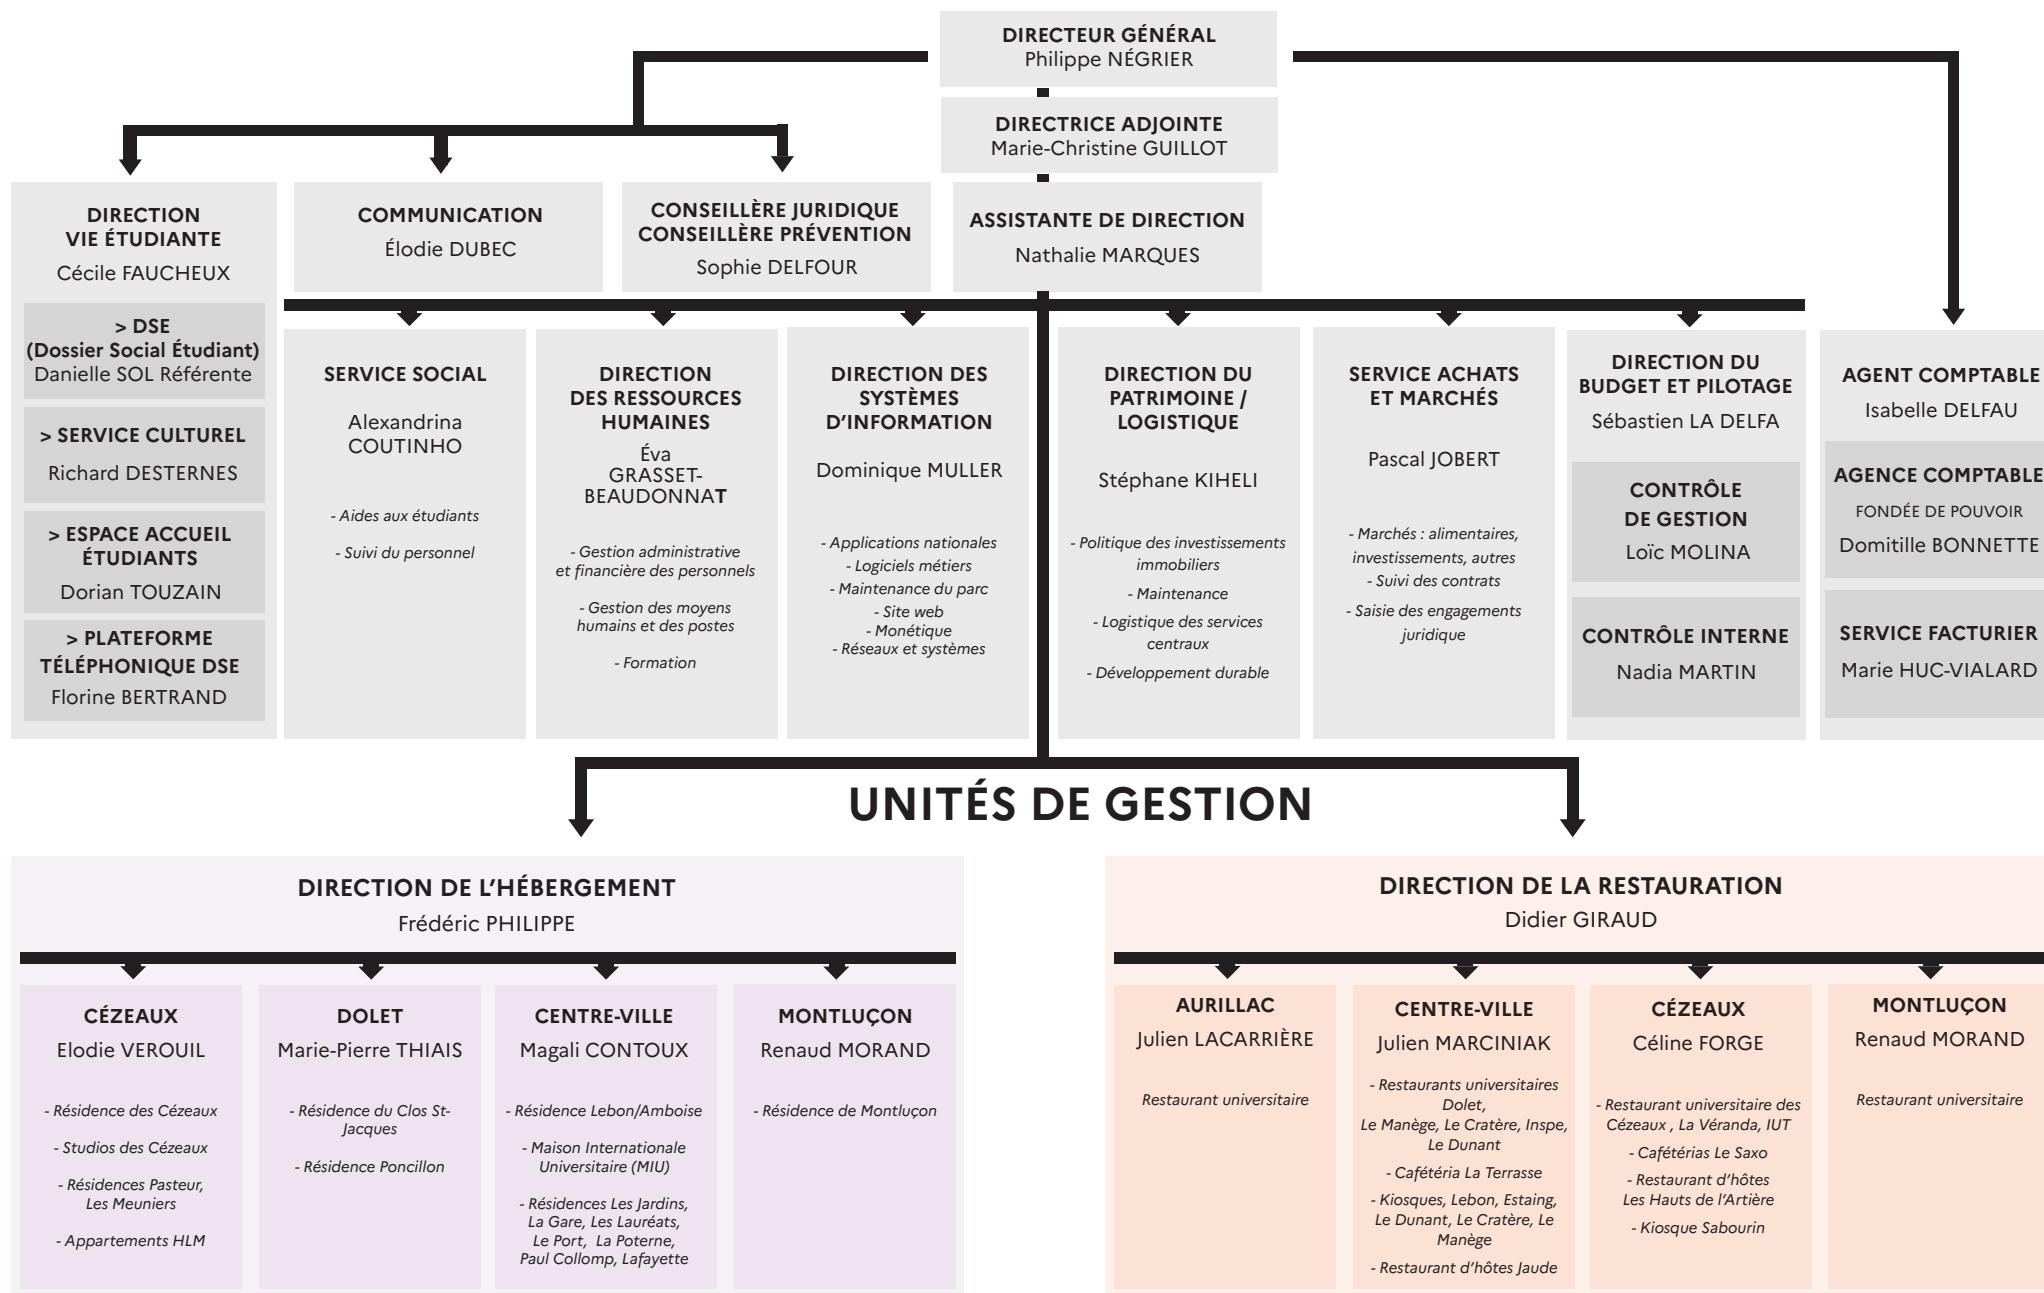 DIRECTEUR GÉNÉRAL
Philippe NÉGRIER
DIRECTRICE ADJOINTE
Marie-Christine GUILLOT
DIRECTION
VIE ÉTUDIANTE
Cécile FAUCHEUX
> DSE
(Dossier Social Étudiant)
Danielle SOL Référente
> SERVICE CULTUREL
Richard DESTERNES
> ESPACE ACCUEIL
ÉTUDIANTS
Dorian TOUZAIN
> PLATEFORME
TÉLÉPHONIQUE DSE
Florine BERTRAND
COMMUNICATION
Élodie DUBEC
CONSEILLÈRE JURIDIQUE
CONSEILLÈRE PRÉVENTION
Sophie DELFOUR
ASSISTANTE DE DIRECTION
Nathalie MARQUES
SERVICE SOCIAL
Alexandrina
COUTINHO
- Aides aux étudiants
- Suivi du personnel
DIRECTION
DES RESSOURCES
HUMAINES
Éva
GRASSET-
BEAUDONNAT
- Gestion administrative
et financière des personnels
- Gestion des moyens
humains et des postes
- Formation
DIRECTION DES
SYSTÈMES
D’INFORMATION
Dominique MULLER
- Applications nationales
- Logiciels métiers
- Maintenance du parc
- Site web
- Monétique
- Réseaux et systèmes
DIRECTION DU
PATRIMOINE /
LOGISTIQUE
Stéphane KIHELI
- Politique des investissements
immobiliers
- Maintenance
- Logistique des services
centraux
- Développement durable
SERVICE ACHATS
ET MARCHÉS
Pascal JOBERT
- Marchés : alimentaires,
investissements, autres
- Suivi des contrats
- Saisie des engagements
juridique
DIRECTION DU
BUDGET ET PILOTAGE
Sébastien LA DELFA
CONTRÔLE
DE GESTION
Loïc MOLINA
CONTRÔLE INTERNE
Nadia MARTIN
AGENT COMPTABLE
Isabelle DELFAU
AGENCE COMPTABLE
FONDÉE DE POUVOIR
Domitille BONNETTE
SERVICE FACTURIER
Marie HUC-VIALARD
UNITÉS DE GESTION
DIRECTION DE L’HÉBERGEMENT
Frédéric PHILIPPE
CÉZEAUX
Elodie VEROUIL
- Résidence des Cézeaux
- Studios des Cézeaux
- Résidences Pasteur,
Les Meuniers
- Appartements HLM
DOLET
Marie-Pierre THIAIS
- Résidence du Clos St-
Jacques
- Résidence Poncillon
CENTRE-VILLE
Magali CONTOUX
- Résidence Lebon/Amboise
- Maison Internationale
Universitaire (MIU)
- Résidences Les Jardins,
La Gare, Les Lauréats,
Le Port, La Poterne,
Paul Collomp, Lafayette
MONTLUÇON
Renaud MORAND
- Résidence de Montluçon
DIRECTION DE LA RESTAURATION
Didier GIRAUD
AURILLAC
Julien LACARRIÈRE
Restaurant universitaire
CENTRE-VILLE
Julien MARCINIAK
- Restaurants universitaires
Dolet,
Le Manège, Le Cratère, Inspe,
Le Dunant
- Cafétéria La Terrasse
- Kiosques, Lebon, Estaing,
Le Dunant, Le Cratère, Le
Manège
- Restaurant d’hôtes Jaude
CÉZEAUX
Céline FORGE
- Restaurant universitaire des
Cézeaux , La Véranda, IUT
- Cafétérias Le Saxo
- Restaurant d’hôtes
Les Hauts de l’Artière
- Kiosque Sabourin
MONTLUÇON
Renaud MORAND
Restaurant universitaire